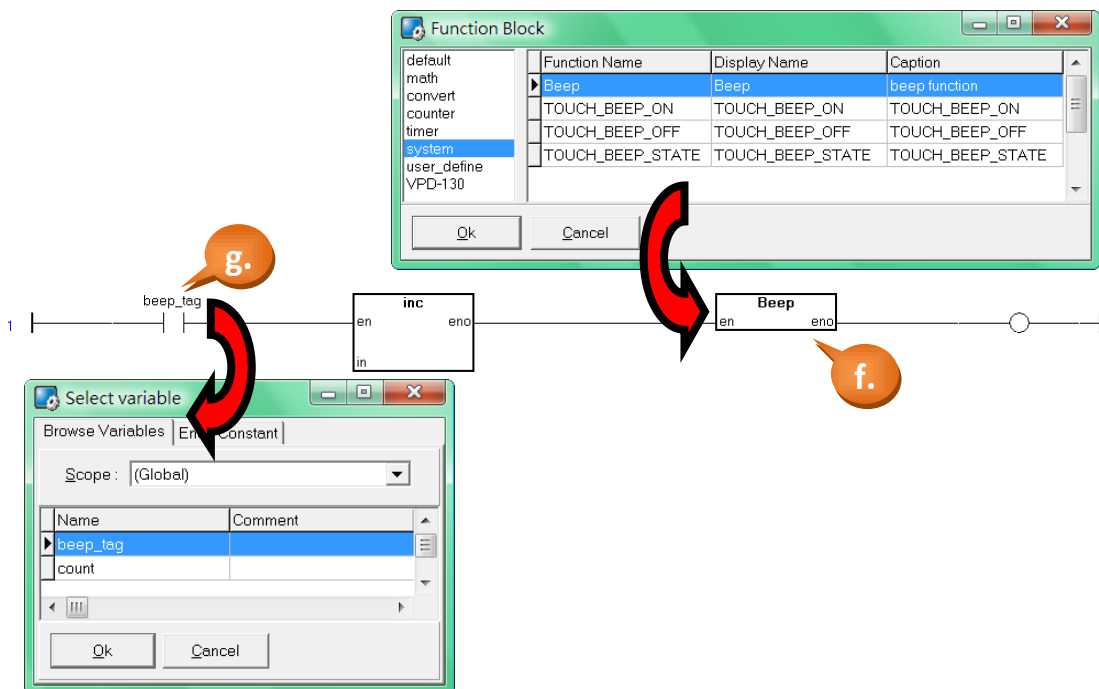 Function Block
default
math
convert
counter
timer
system
user_define
VPD-130
Function Name Display Name Caption
Beep Beep beep function
TOUCH_BEEP_ON TOUCH_BEEP_ON TOUCH_BEEP_ON
TOUCH_BEEP_OFF TOUCH_BEEP_OFF TOUCH_BEEP_OFF
TOUCH_BEEP_STATE TOUCH_BEEP_STATE TOUCH_BEEP_STATE
Ok Cancel
g.
beep_tag
1
inc
en eno
in
Beep
en eno
f.
Select variable
Browse Variables Constant
Scope : (Global)
Name Comment
beep_tag
count
Ok Cancel